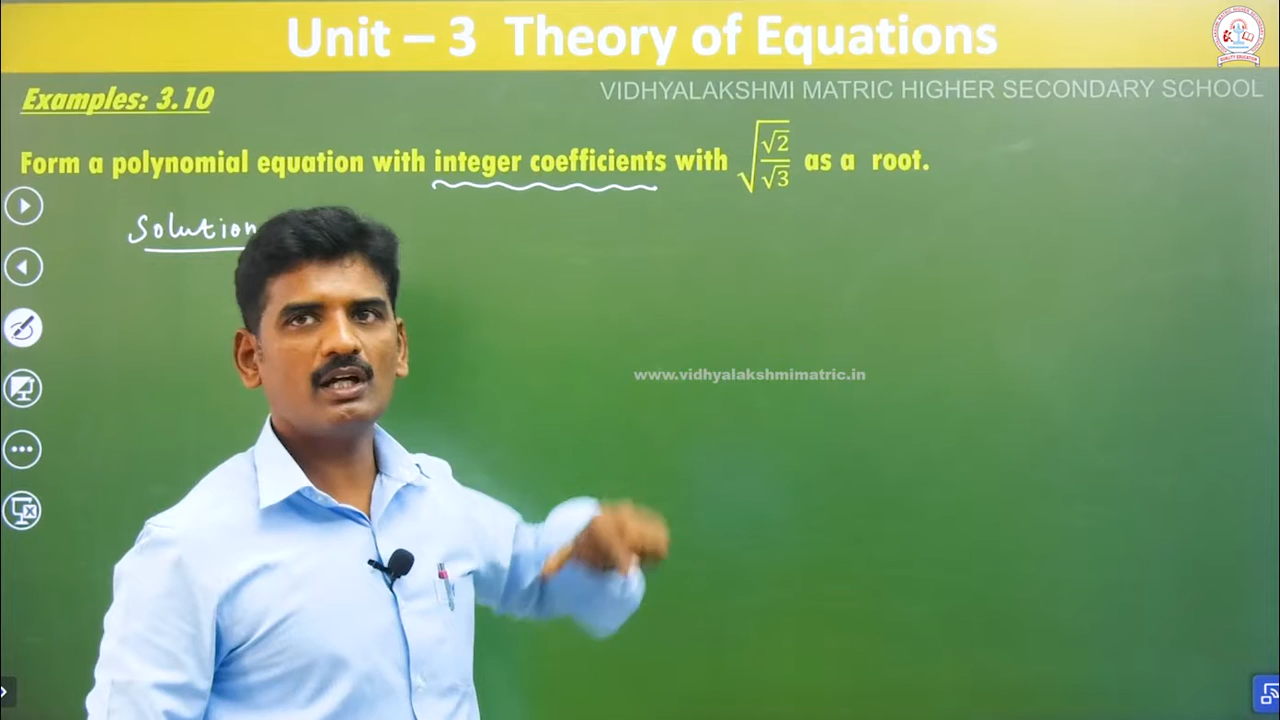 Unit – 3 Theory of Equations
VIDHYALAKSHMI MATRIC HIGHER SECONDARY SCHOOL
Examples: 3.10
Form a polynomial equation with integer coefficients with √(√2/√3) as a root.
Solution
www.vidhyalakshmimatric.in